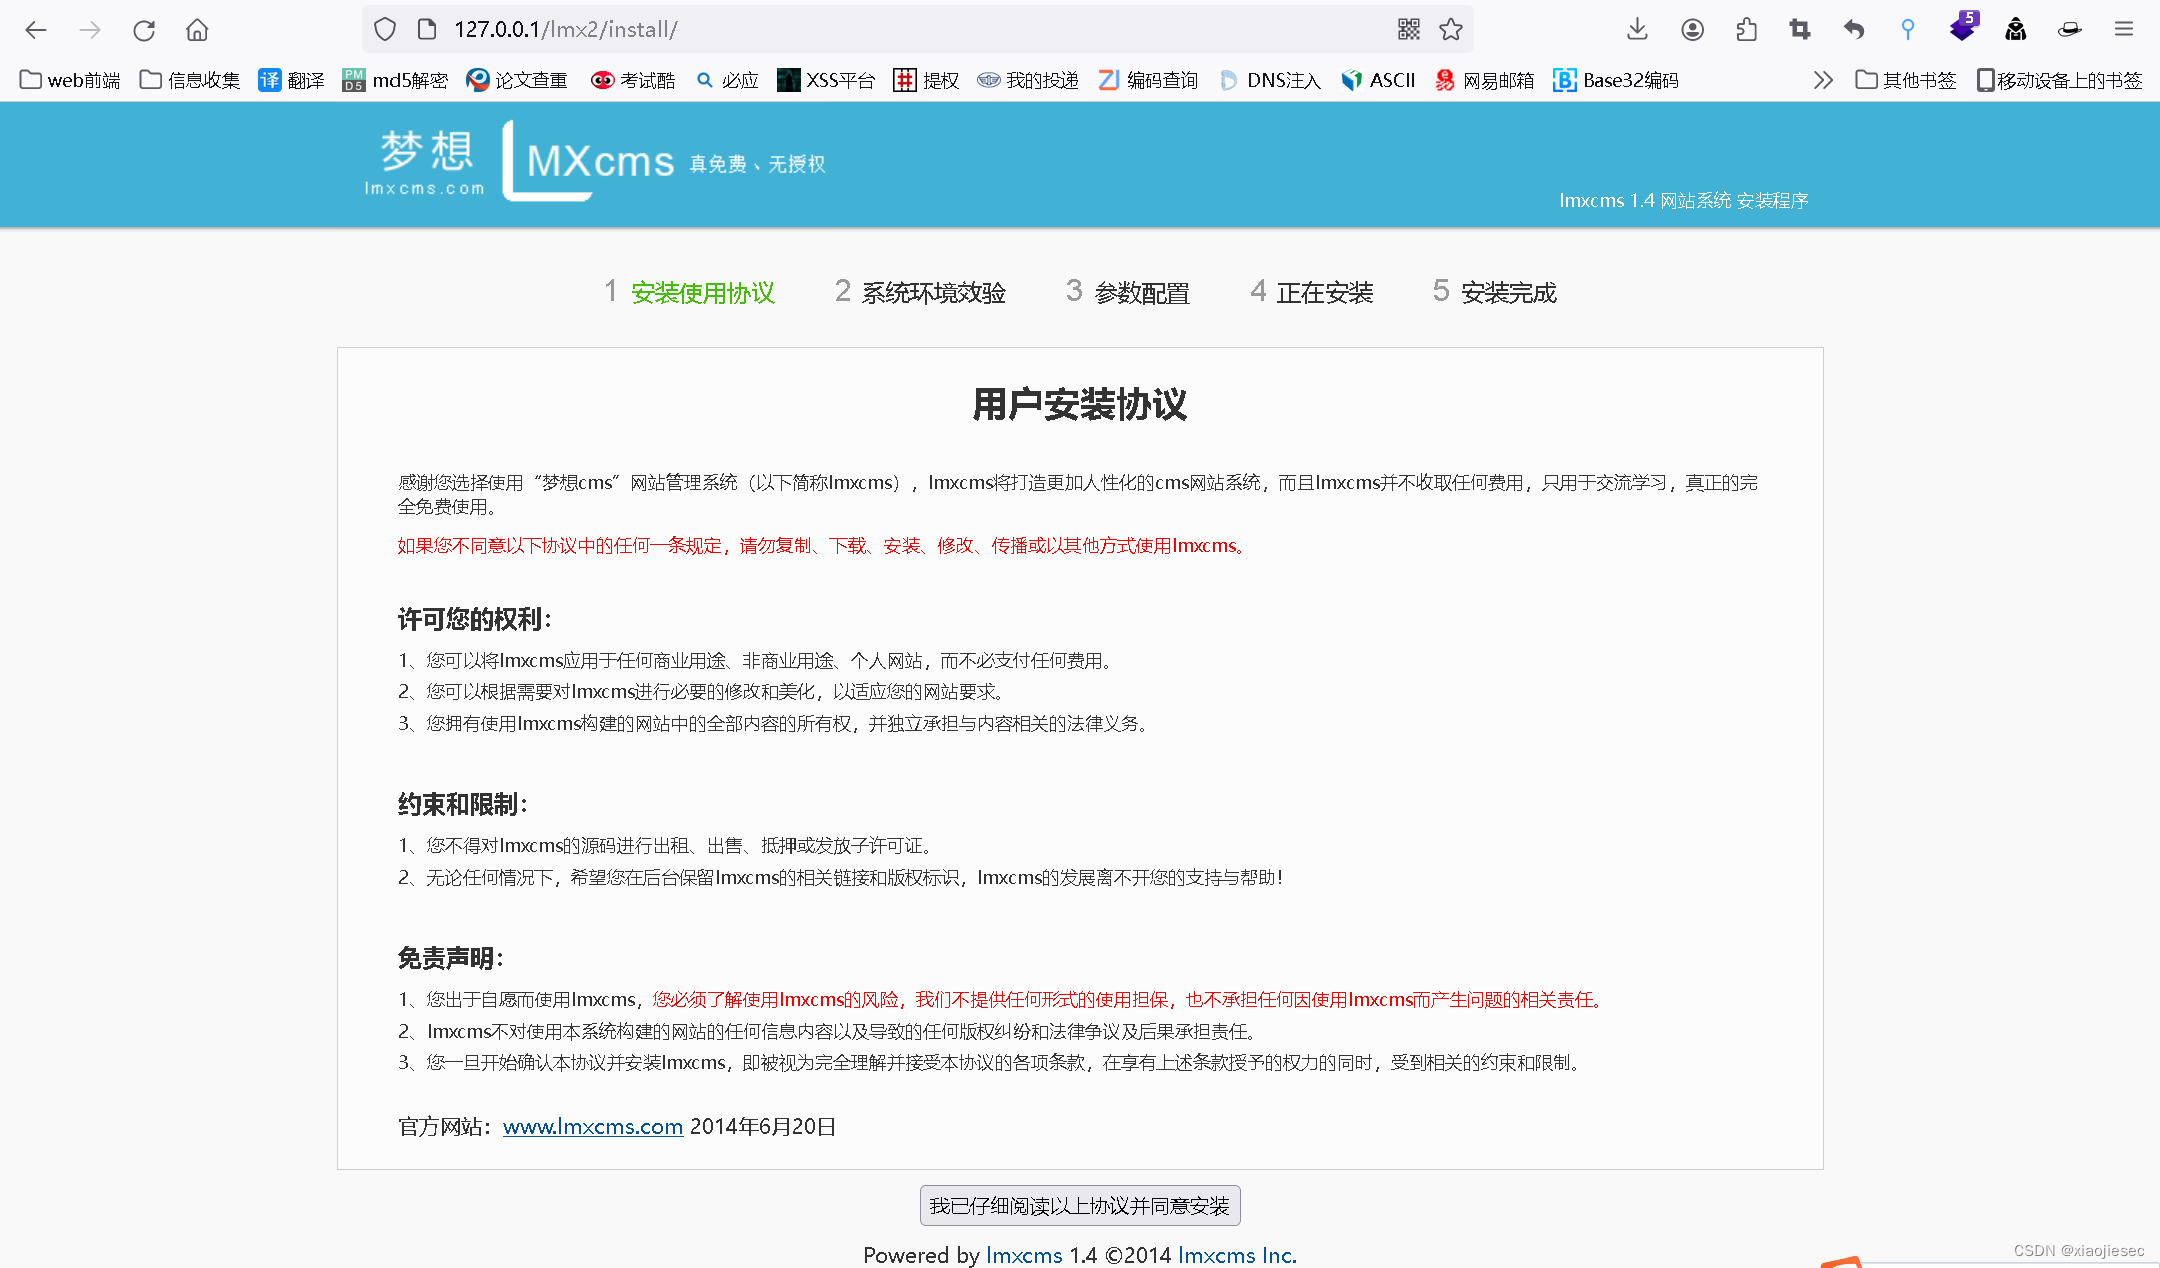 127.0.0.1/lmx2/install/
5
web前端 信息收集 译 翻译 PM D5 md5解密 论文查重 考试酷 必应 XSS平台 提权 我的投递 编码查询 DNS注入 ASCII 网易邮箱 Base32编码 其他书签 移动设备上的书签
梦想 lmxcms.com LMXcms 真免费、无授权
lmxcms 1.4 网站系统 安装程序
1 安装使用协议 2 系统环境效验 3 参数配置 4 正在安装 5 安装完成
用户安装协议
感谢您选择使用“梦想cms”网站管理系统（以下简称lmxcms），lmxcms将打造更加人性化的cms网站系统，而且lmxcms并不收取任何费用，只用于交流学习，真正的完
全免费使用。
如果您不同意以下协议中的任何一条规定，请勿复制、下载、安装、修改、传播或以其他方式使用lmxcms。
许可您的权利：
1、您可以将lmxcms应用于任何商业用途、非商业用途、个人网站，而不必支付任何费用。
2、您可以根据需要对lmxcms进行必要的修改和美化，以适应您的网站要求。
3、您拥有使用lmxcms构建的网站中的全部内容的所有权，并独立承担与内容相关的法律义务。
约束和限制：
1、您不得对lmxcms的源码进行出租、出售、抵押或发放子许可证。
2、无论任何情况下，希望您在后台保留lmxcms的相关链接和版权标识，lmxcms的发展离不开您的支持与帮助！
免责声明：
1、您出于自愿而使用lmxcms，您必须了解使用lmxcms的风险，我们不提供任何形式的使用担保，也不承担任何因使用lmxcms而产生问题的相关责任。
2、lmxcms不对使用本系统构建的网站的任何信息内容以及导致的任何版权纠纷和法律争议及后果承担责任。
3、您一旦开始确认本协议并安装lmxcms，即被视为完全理解并接受本协议的各项条款，在享有上述条款授予的权力的同时，受到相关的约束和限制。
官方网站：www.lmxcms.com 2014年6月20日
我已仔细阅读以上协议并同意安装
Powered by lmxcms 1.4 ©2014 lmxcms Inc.
CSDN @xiaojiesec